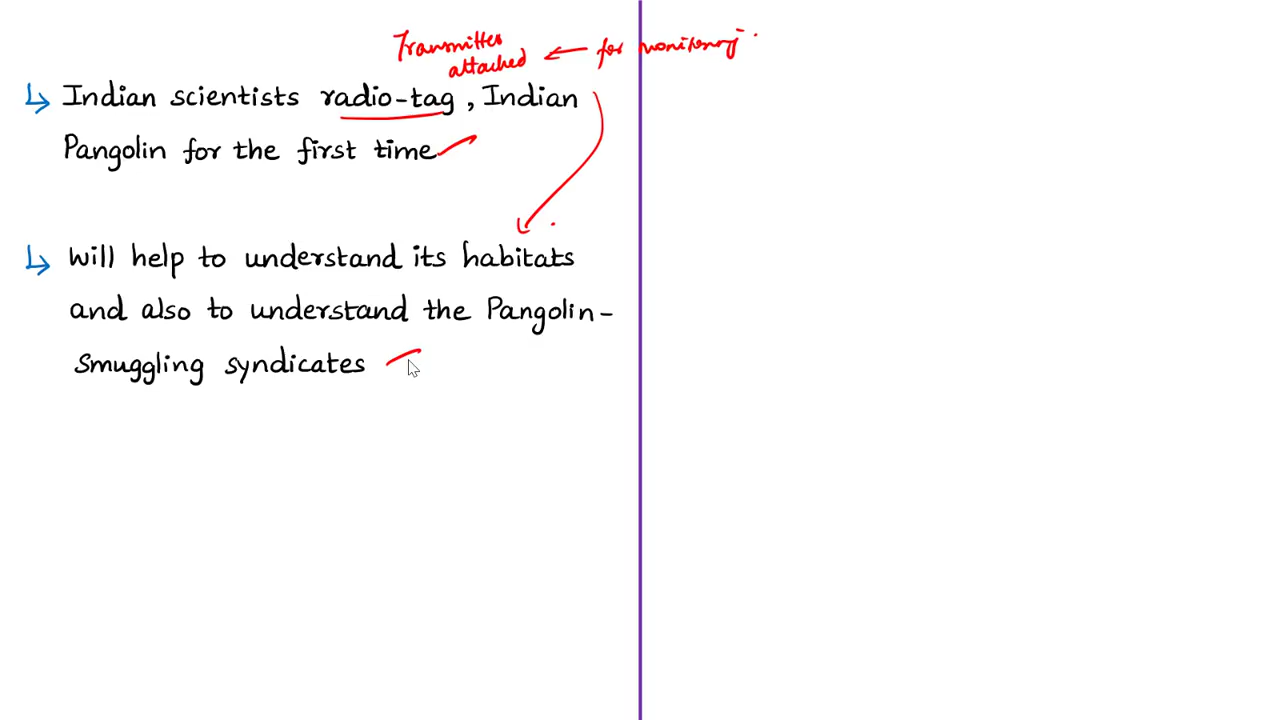 Transmitter
attached ← for monitoring.
↳ Indian scientists radio-tag, Indian
Pangolin for the first time
↳ will help to understand its habitats
and also to understand the Pangolin-
smuggling syndicates